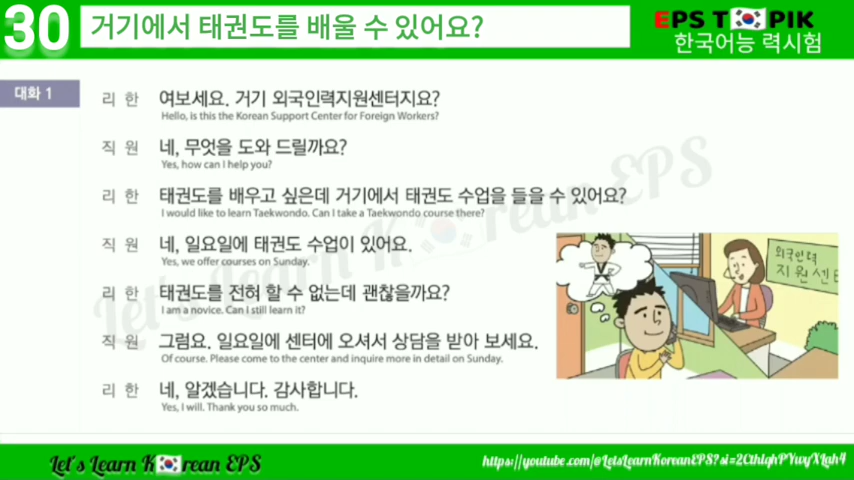 30 거기에서 태권도를 배울 수 있어요?
EPS TOPIK
한국어능 력시험
대화 1
리 한 여보세요. 거기 외국인력지원센터지요?
Hello, is this the Korean Support Center for Foreign Workers?
직 원 네, 무엇을 도와 드릴까요?
Yes, how can I help you?
리 한 태권도를 배우고 싶은데 거기에서 태권도 수업을 들을 수 있어요?
I would like to learn Taekwondo. Can I take a Taekwondo course there?
직 원 네, 일요일에 태권도 수업이 있어요.
Yes, we offer courses on Sunday.
리 한 태권도를 전혀 할 수 없는데 괜찮을까요?
I am a novice. Can I still learn it?
직 원 그럼요. 일요일에 센터에 오셔서 상담을 받아 보세요.
Of course. Please come to the center and inquire more in detail on Sunday.
리 한 네, 알겠습니다. 감사합니다.
Yes, I will. Thank you so much.
외국인력
지원센터
Let's Learn Korean EPS
Let's Learn Korean EPS
https://youtube.com/@LetsLearnKoreanEPS?si=2CthlqhPYwyXLah4